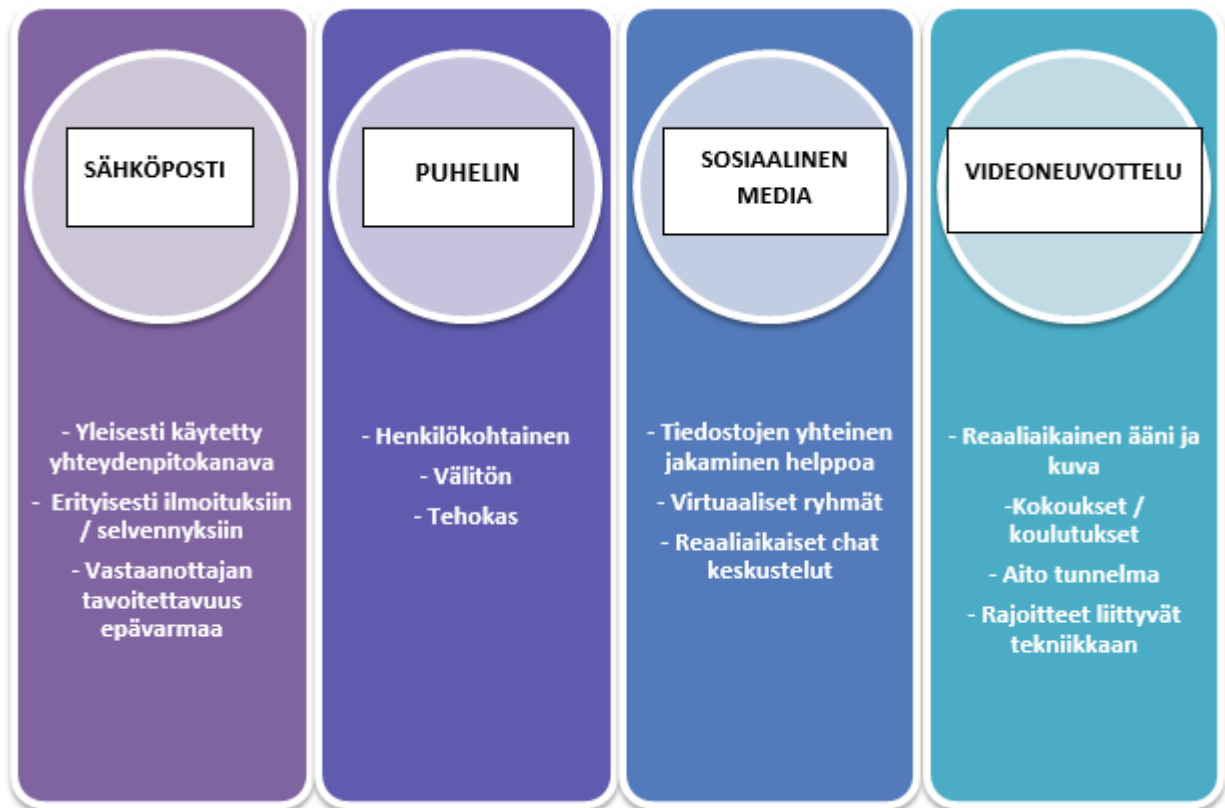 SÄHKÖPOSTI
- Yleisesti käytetty
yhteydenpitokanava
- Erityisesti ilmoituksiin
/ selvennyksiin
- Vastaanottajan
tavoitettavuus
epävarmaa
PUHELIN
- Henkilökohtainen
- Välitön
- Tehokas
SOSIAALINEN
MEDIA
- Tiedostojen yhteinen
jakaminen helppoa
- Virtuaaliset ryhmät
- Reaaliaikaiset chat
keskustelut
VIDEONEUVOTTELU
- Reaaliaikainen ääni ja
kuva
-Kokoukset /
koulutukset
- Aito tunnelma
- Rajoitteet liittyvät
tekniikkaan